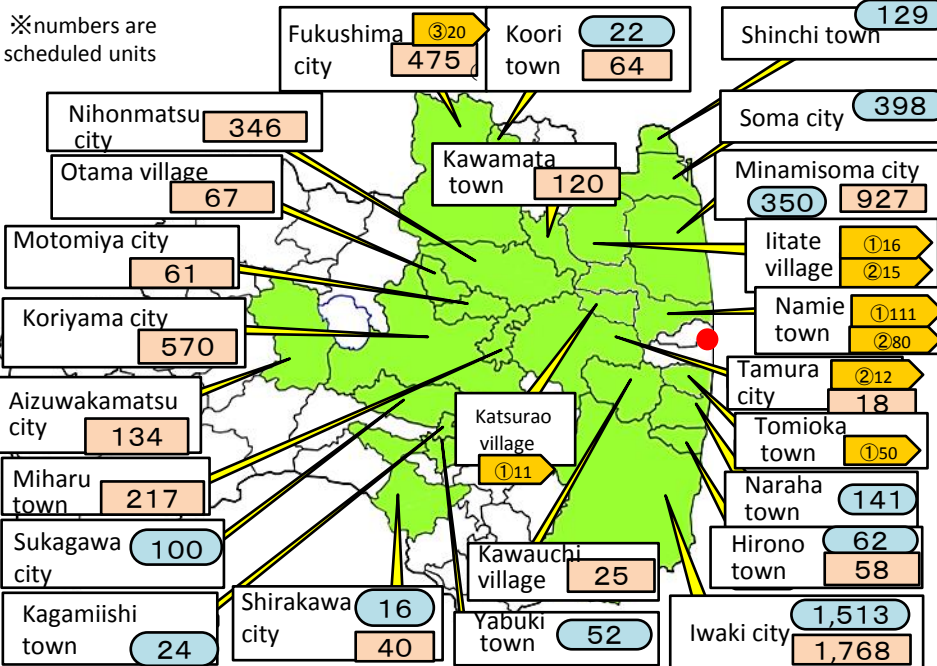 ※numbers are
scheduled units
Fukushima
city
③20
475
Koori
town
22
64
Shinchi town
129
Nihonmatsu
city
346
Soma city
398
Otama village
67
Kawamata
town
120
Minamisoma city
350
927
Motomiya city
61
Iitate
village
①16
②15
Koriyama city
570
Namie
town
①111
②80
Aizuwakamatsu
city
134
Katsurao
village
①11
Tamura
city
②12
18
Miharu
town
217
Tomioka
town
①50
Sukagawa
city
100
Naraha
town
141
Kagamiishi
town
24
Shirakawa
city
16
40
Kawauchi
village
25
Hirono
town
62
58
Yabuki
town
52
Iwaki city
1,513
1,768